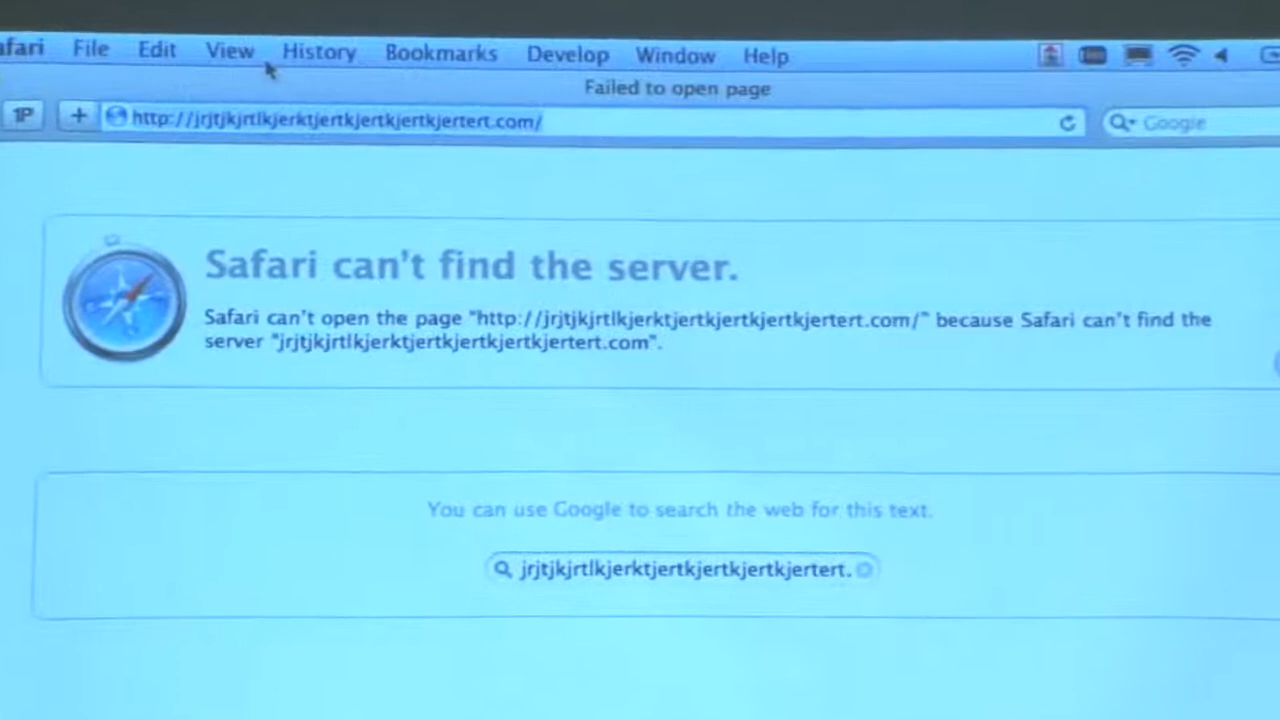 File Edit View History Bookmarks Develop Window Help
Failed to open page
1P + http://jrjtjkjrtlkjerktjertkjertkjertkjertert.com/ Google
Safari can't find the server.
Safari can't open the page "http://jrjtjkjrtlkjerktjertkjertkjertkjertert.com/" because Safari can't find the
server "jrjtjkjrtlkjerktjertkjertkjertkjertert.com".
You can use Google to search the web for this text.
jrjtjkjrtlkjerktjertkjertkjertkjertert.